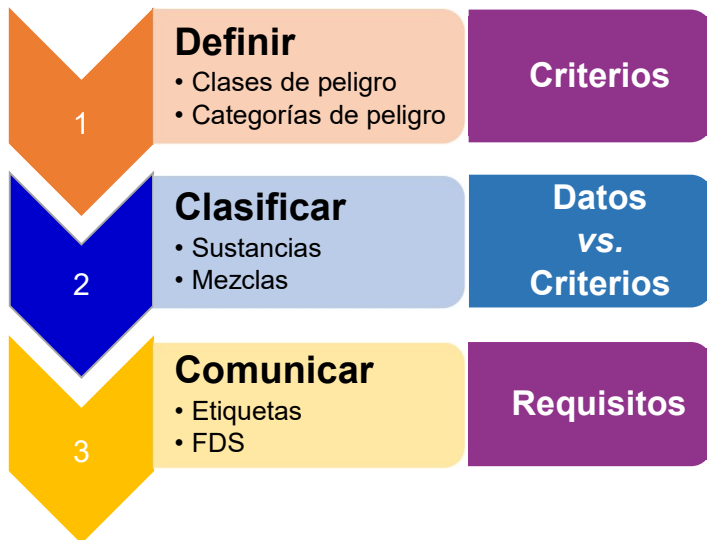 1
Definir
• Clases de peligro
• Categorías de peligro
Criterios
2
Clasificar
• Sustancias
• Mezclas
Datos
vs.
Criterios
3
Comunicar
• Etiquetas
• FDS
Requisitos